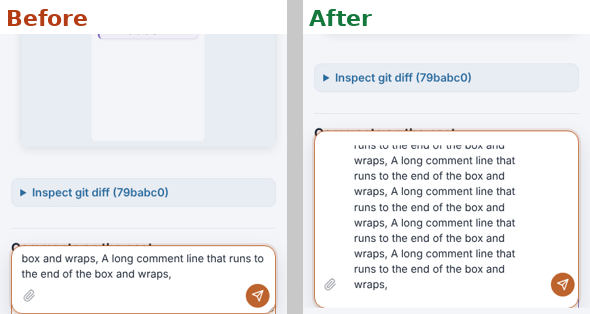 Before
Inspect git diff (79babc0)
box and wraps, A long comment line that runs to
the end of the box and wraps,
After
Inspect git diff (79babc0)
runs to the end of the box and
wraps, A long comment line that
runs to the end of the box and
wraps, A long comment line that
runs to the end of the box and
wraps, A long comment line that
runs to the end of the box and
wraps, A long comment line that
runs to the end of the box and
wraps,